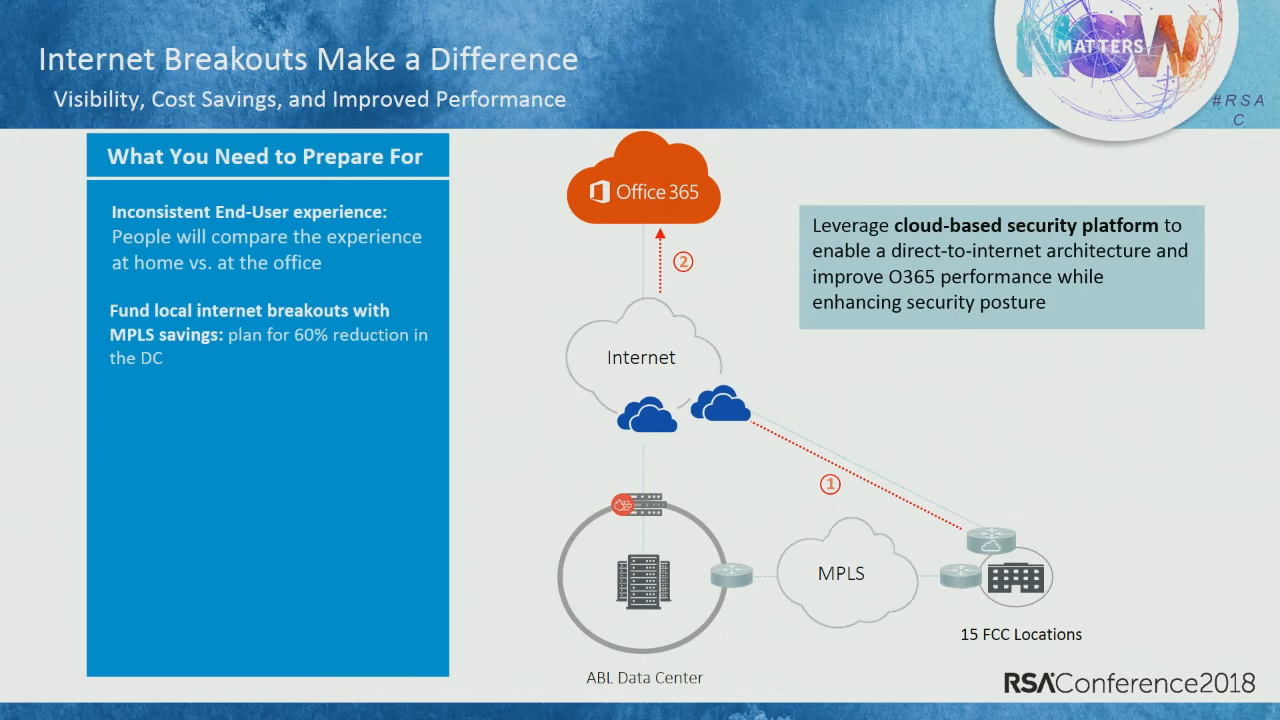 Internet Breakouts Make a Difference
Visibility, Cost Savings, and Improved Performance
NOW
MATTERS
#RSA
C
What You Need to Prepare For
Inconsistent End-User experience:
People will compare the experience
at home vs. at the office
Fund local internet breakouts with
MPLS savings: plan for 60% reduction in
the DC
Office 365
2
Leverage cloud-based security platform to
enable a direct-to-internet architecture and
improve O365 performance while
enhancing security posture
Internet
1
MPLS
15 FCC Locations
ABL Data Center
RSAConference2018